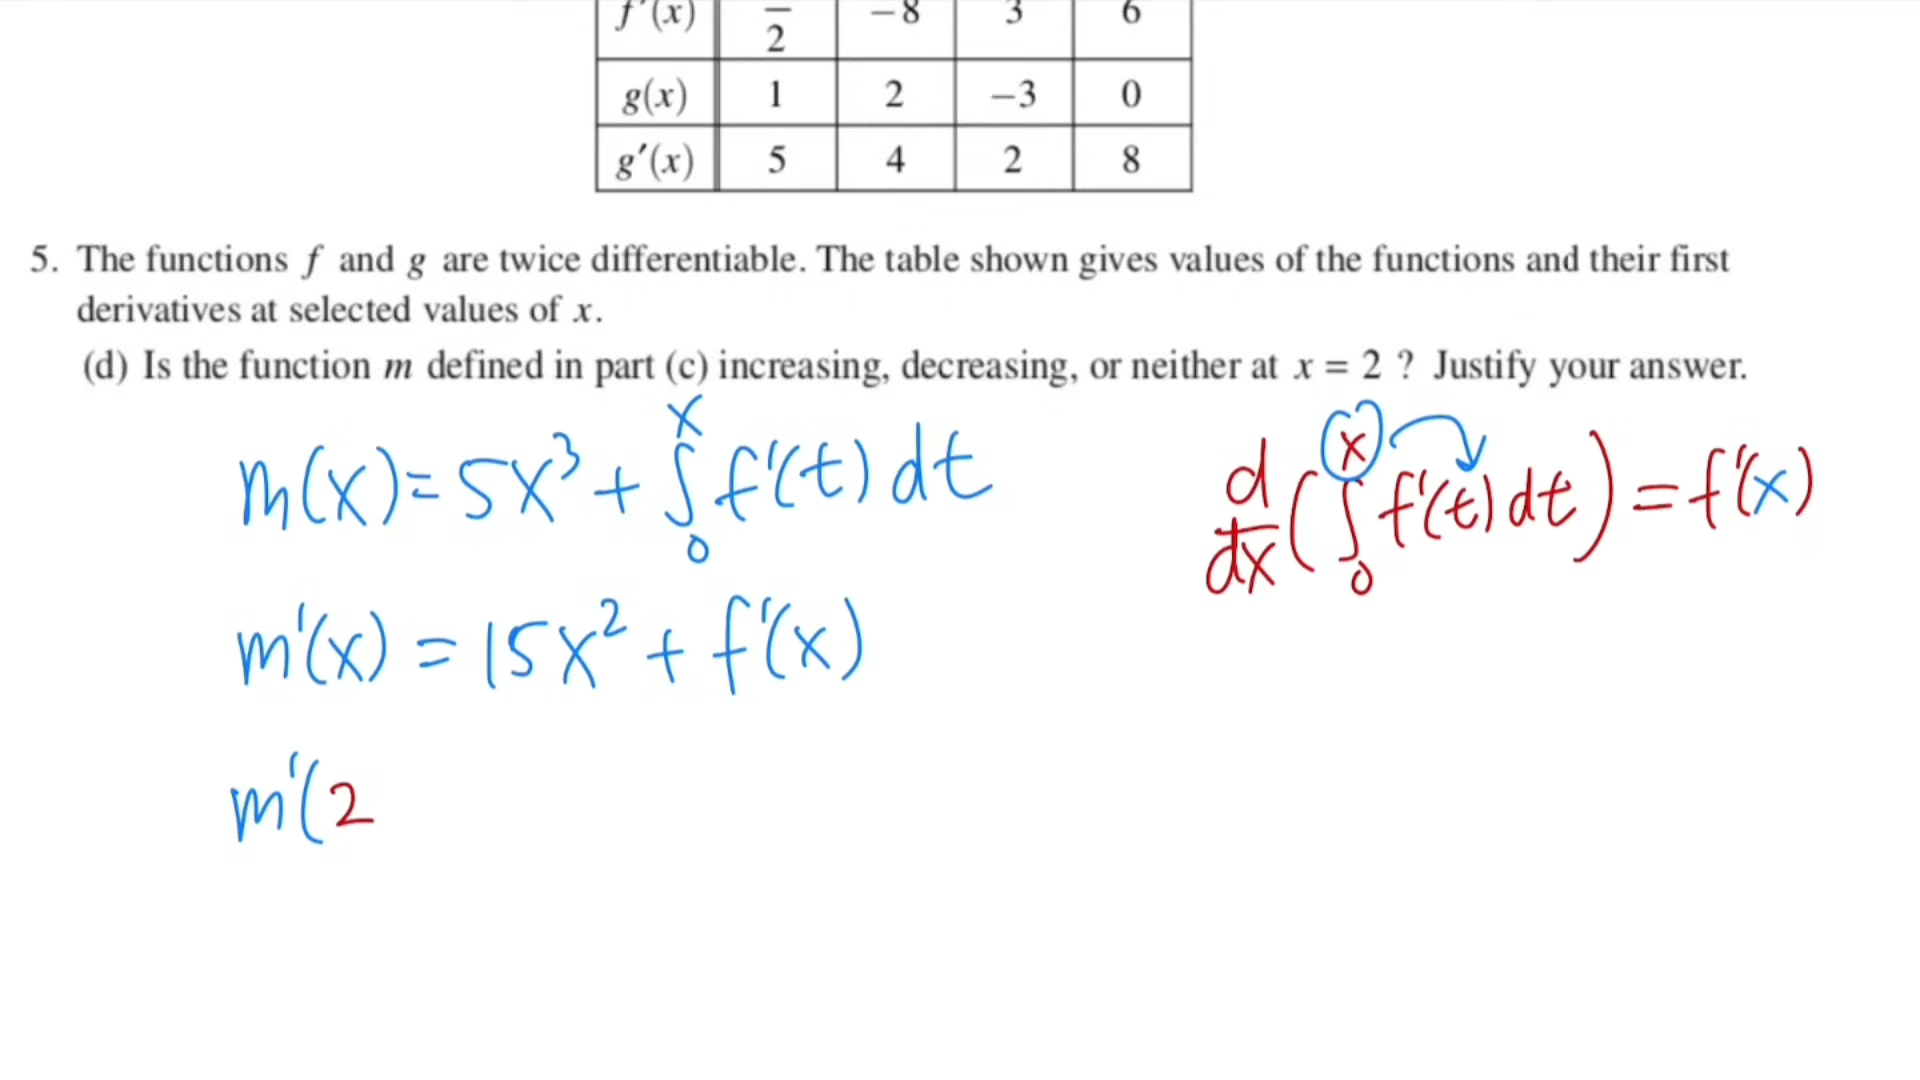 f′(x) — 2 −8 3 6
g(x) 1 2 −3 0
g′(x) 5 4 2 8
5. The functions f and g are twice differentiable. The table shown gives values of the functions and their first
derivatives at selected values of x.
(d) Is the function m defined in part (c) increasing, decreasing, or neither at x = 2 ? Justify your answer.
m(x) = 5x³ + ∫₀ˣ f′(t) dt
d/dx (∫₀ˣ f′(t) dt) = f′(x)
m′(x) = 15x² + f′(x)
m′(2